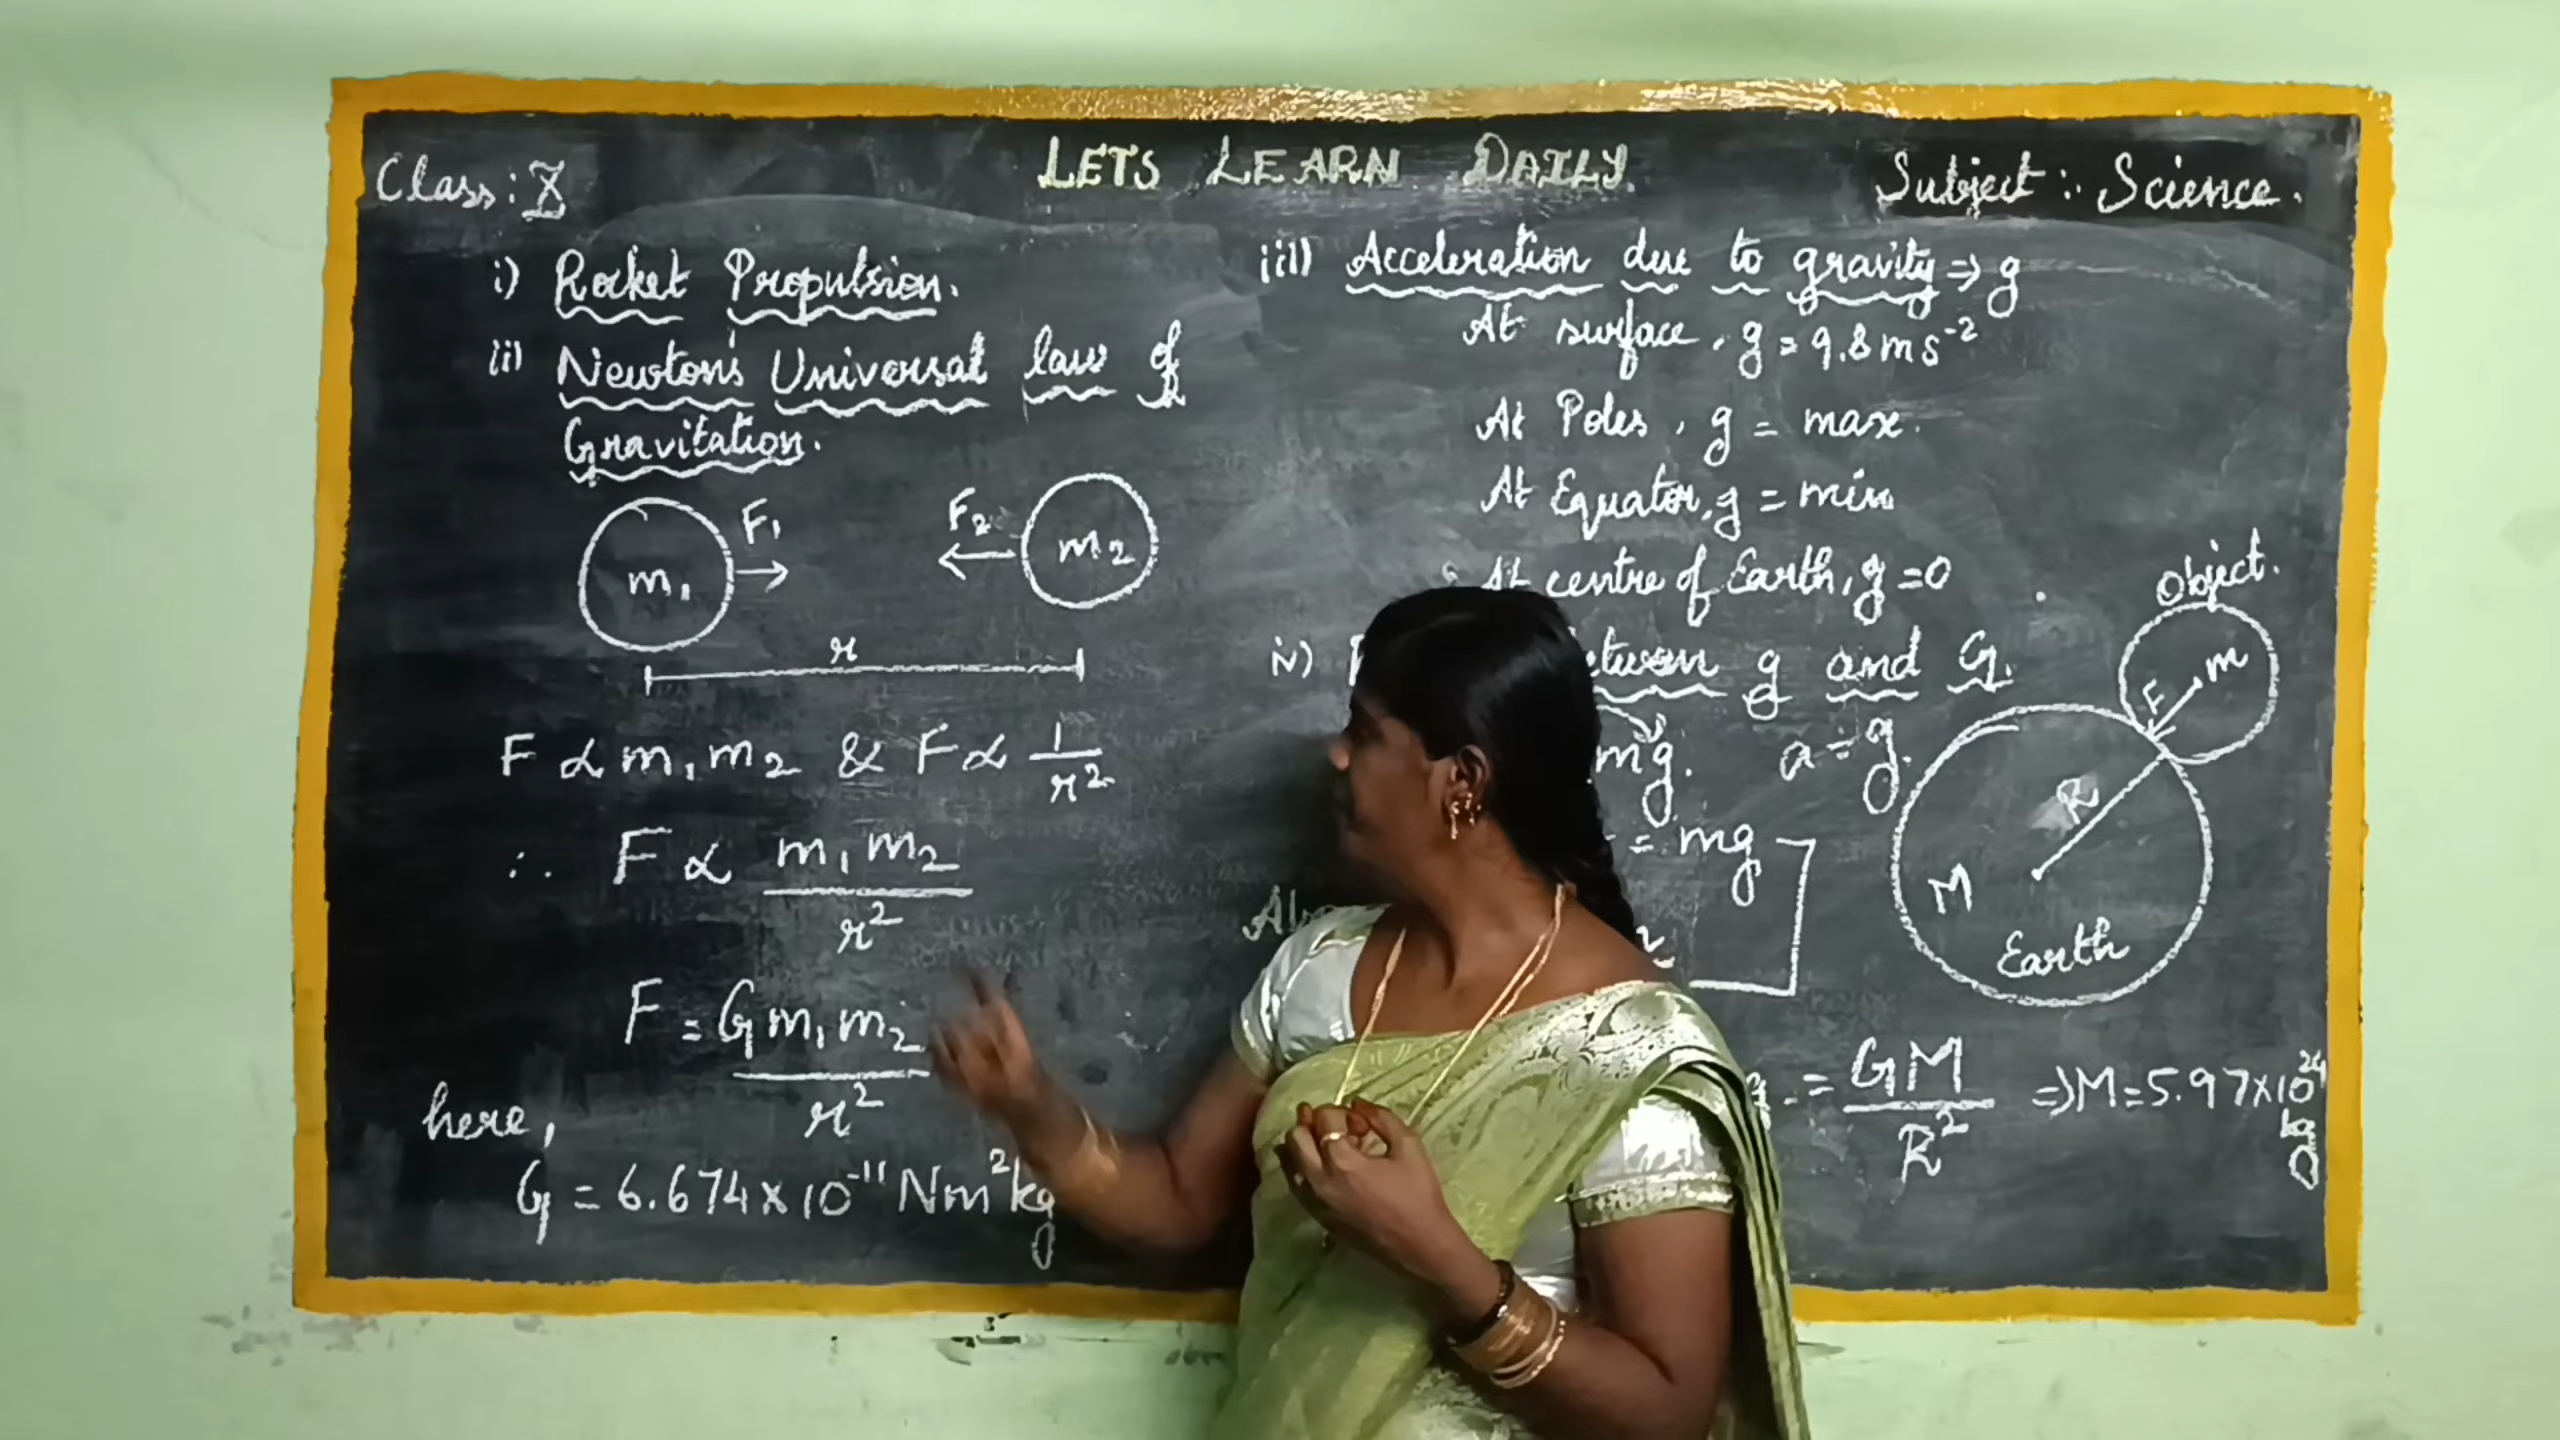 LETS LEARN DAILY
Class : X
Subject : Science.
i) Rocket Propulsion.
ii) Newton's Universal law of
Gravitation.
m₁ F₁ F₂ m₂
r
F ∝ m₁m₂ & F ∝ 1/r²
∴ F ∝ m₁m₂/r²
F = Gm₁m₂/r²
here,
G = 6.674×10⁻¹¹ Nm²kg
iii) Acceleration due to gravity ⇒ g
At surface, g = 9.8ms⁻²
At Poles, g = max.
At Equator, g = min
At centre of Earth, g = 0
iv) g and G.
mg. a = g.
= mg
= GM/R² ⇒ M = 5.97×10²⁴ kg
Object.
m
F
R
M
Earth